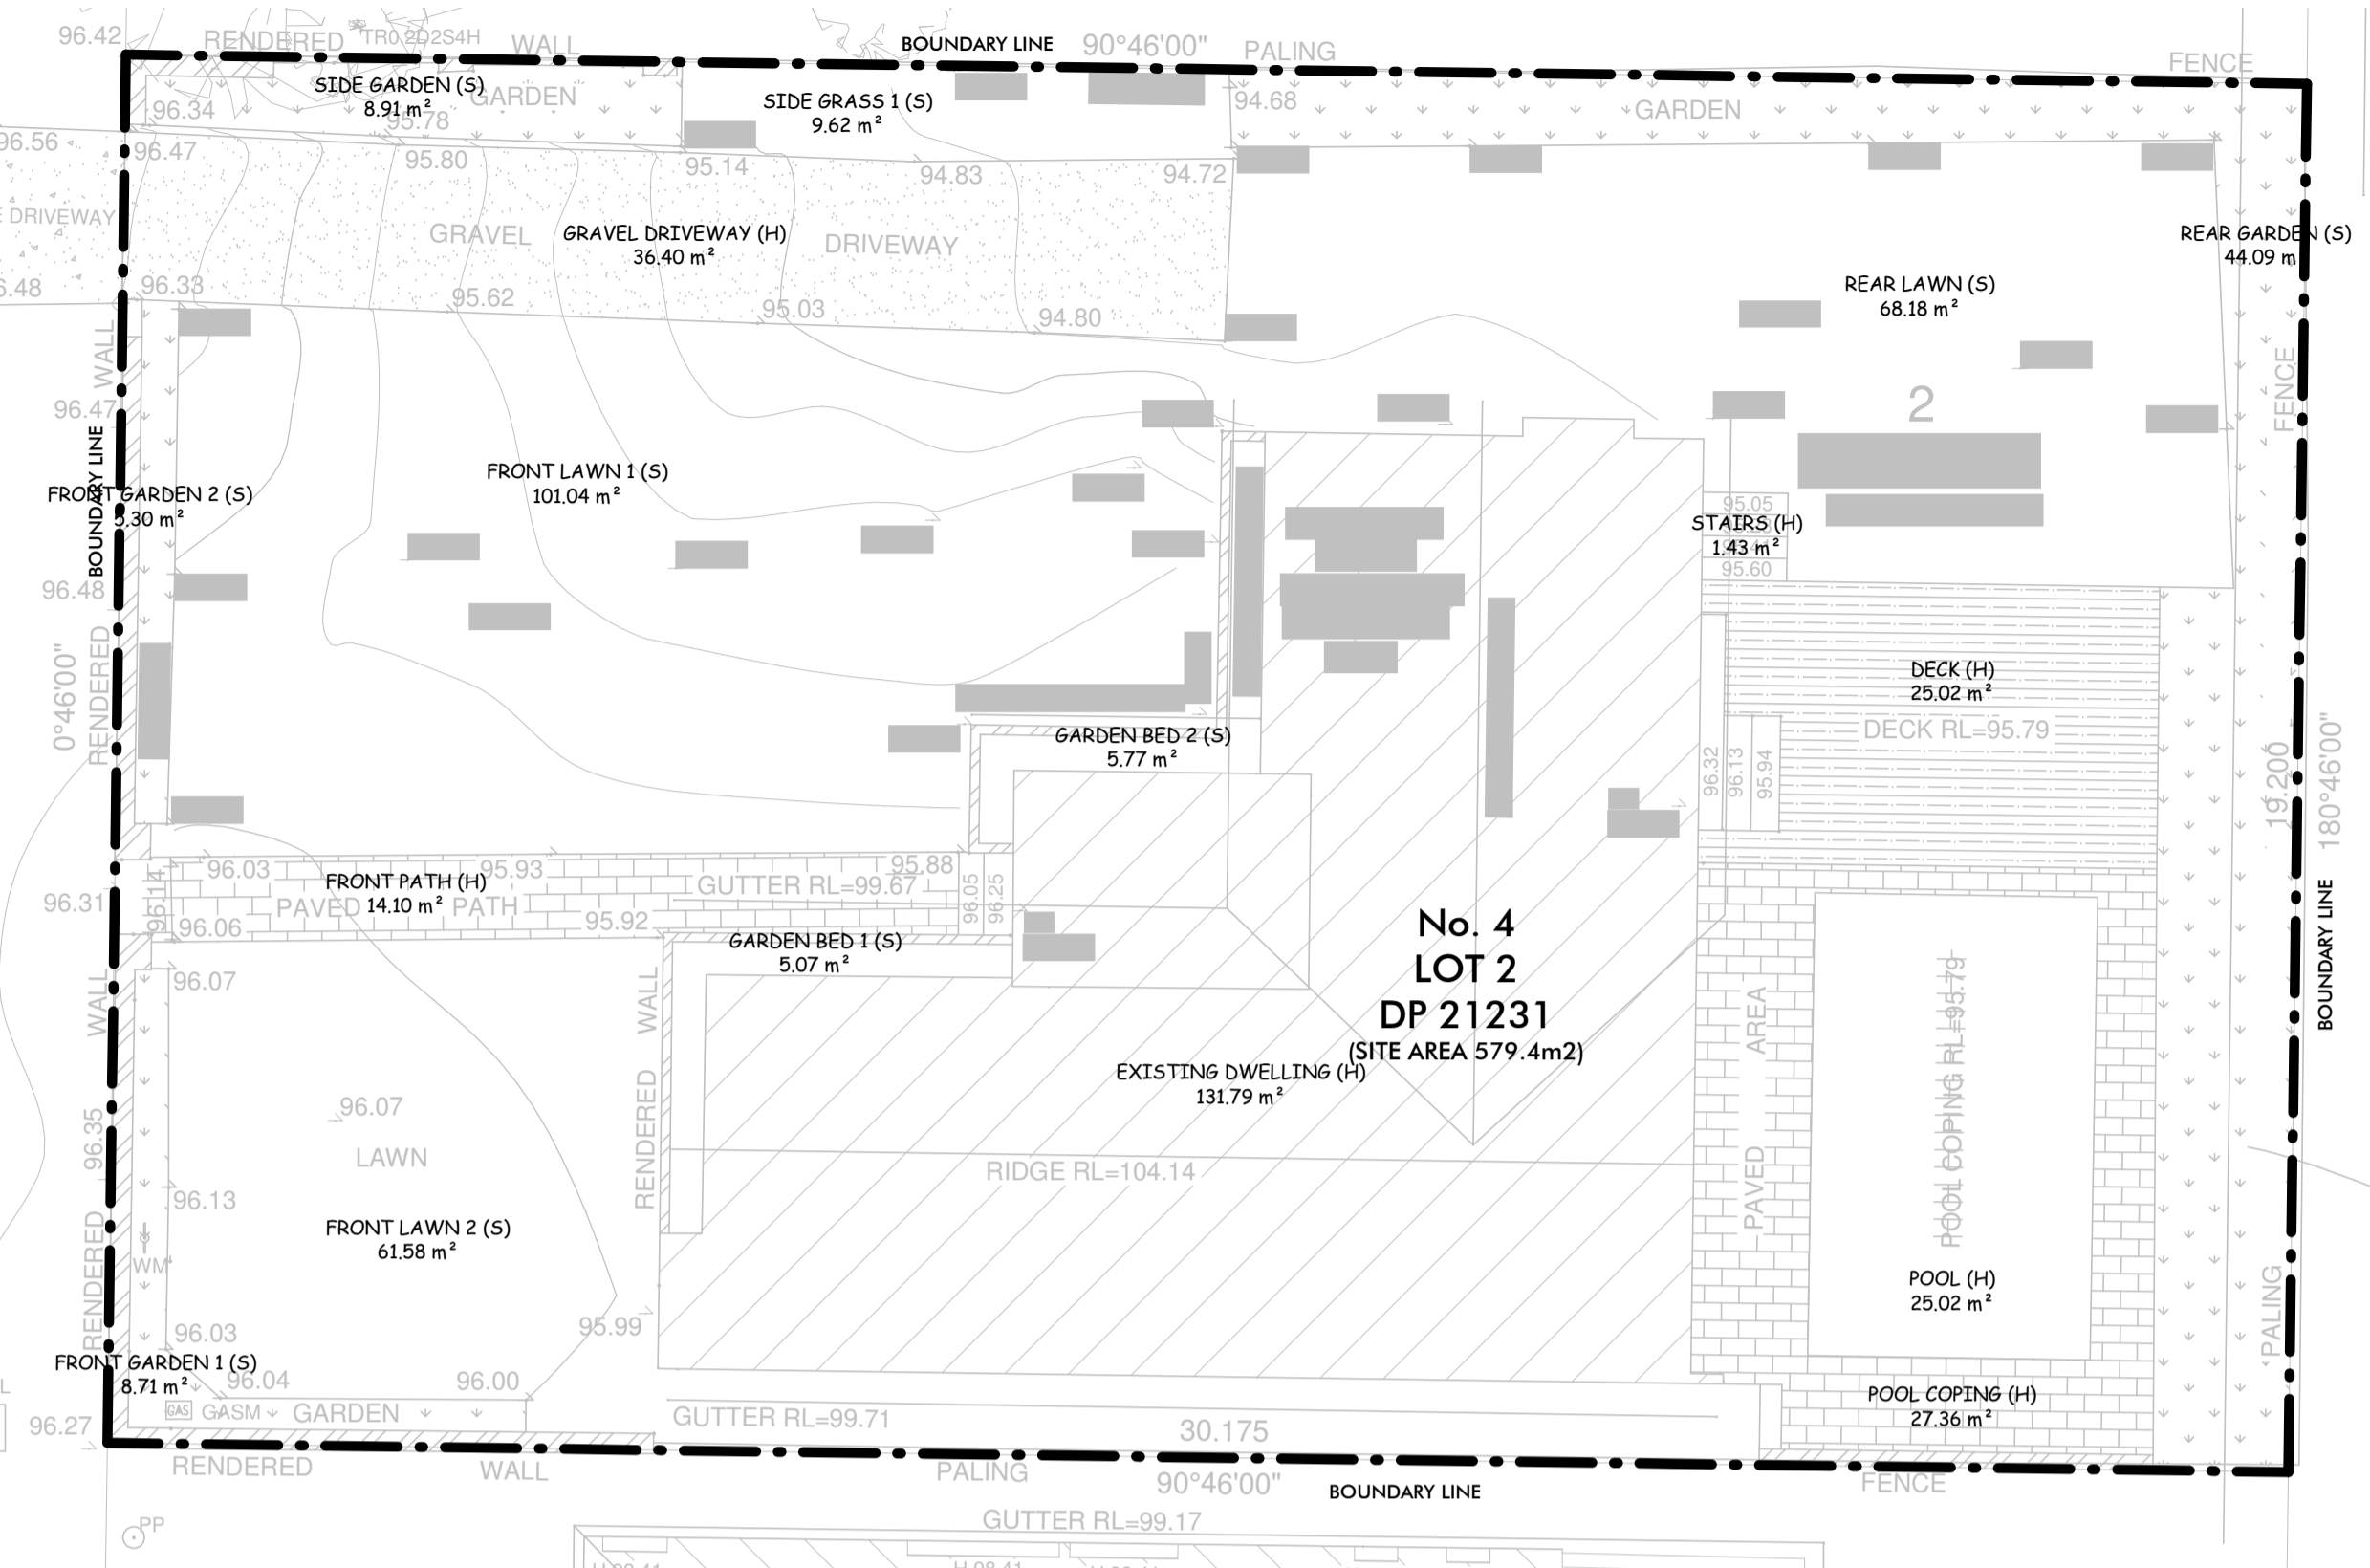 96.42
RENDERED
TR0.2D2S4H
WALL
BOUNDARY LINE
90°46'00"
PALING
FENCE
SIDE GARDEN (S)
8.91 m²
GARDEN
SIDE GRASS 1 (S)
9.62 m²
94.68
GARDEN
96.34
95.78
96.56
96.47
95.80
95.14
94.83
94.72
DRIVEWAY
GRAVEL
GRAVEL DRIVEWAY (H)
36.40 m²
DRIVEWAY
REAR GARDEN (S)
44.09 m
REAR LAWN (S)
68.18 m²
6.48
96.33
95.62
95.03
94.80
WALL
FENCE
96.47
2
BOUNDARY LINE
FRONT LAWN 1 (S)
101.04 m²
FRONT GARDEN 2 (S)
5.30 m²
95.05
STAIRS (H)
1.43 m²
95.60
96.48
0°46'00"
RENDERED
DECK (H)
25.02 m²
DECK RL=95.79
GARDEN BED 2 (S)
5.77 m²
96.32
96.13
95.94
19.200
180°46'00"
96.03
95.93
95.88
FRONT PATH (H)
14.10 m²
GUTTER RL=99.67
PAVED
PATH
96.14
96.05
96.25
96.31
96.06
95.92
GARDEN BED 1 (S)
5.07 m²
No. 4
LOT 2
DP 21231
(SITE AREA 579.4m2)
BOUNDARY LINE
96.07
WALL
WALL
AREA
PAVED
POOL COPING RL=95.79
EXISTING DWELLING (H)
131.79 m²
96.07
LAWN
96.35
RENDERED
RIDGE RL=104.14
96.13
FRONT LAWN 2 (S)
61.58 m²
WM
RENDERED
POOL (H)
25.02 m²
PALING
95.99
96.03
FRONT GARDEN 1 (S)
8.71 m²
96.04
96.00
POOL COPING (H)
27.36 m²
GAS
GASM
GARDEN
GUTTER RL=99.71
30.175
96.27
RENDERED
WALL
PALING
90°46'00"
BOUNDARY LINE
FENCE
PP
GUTTER RL=99.17